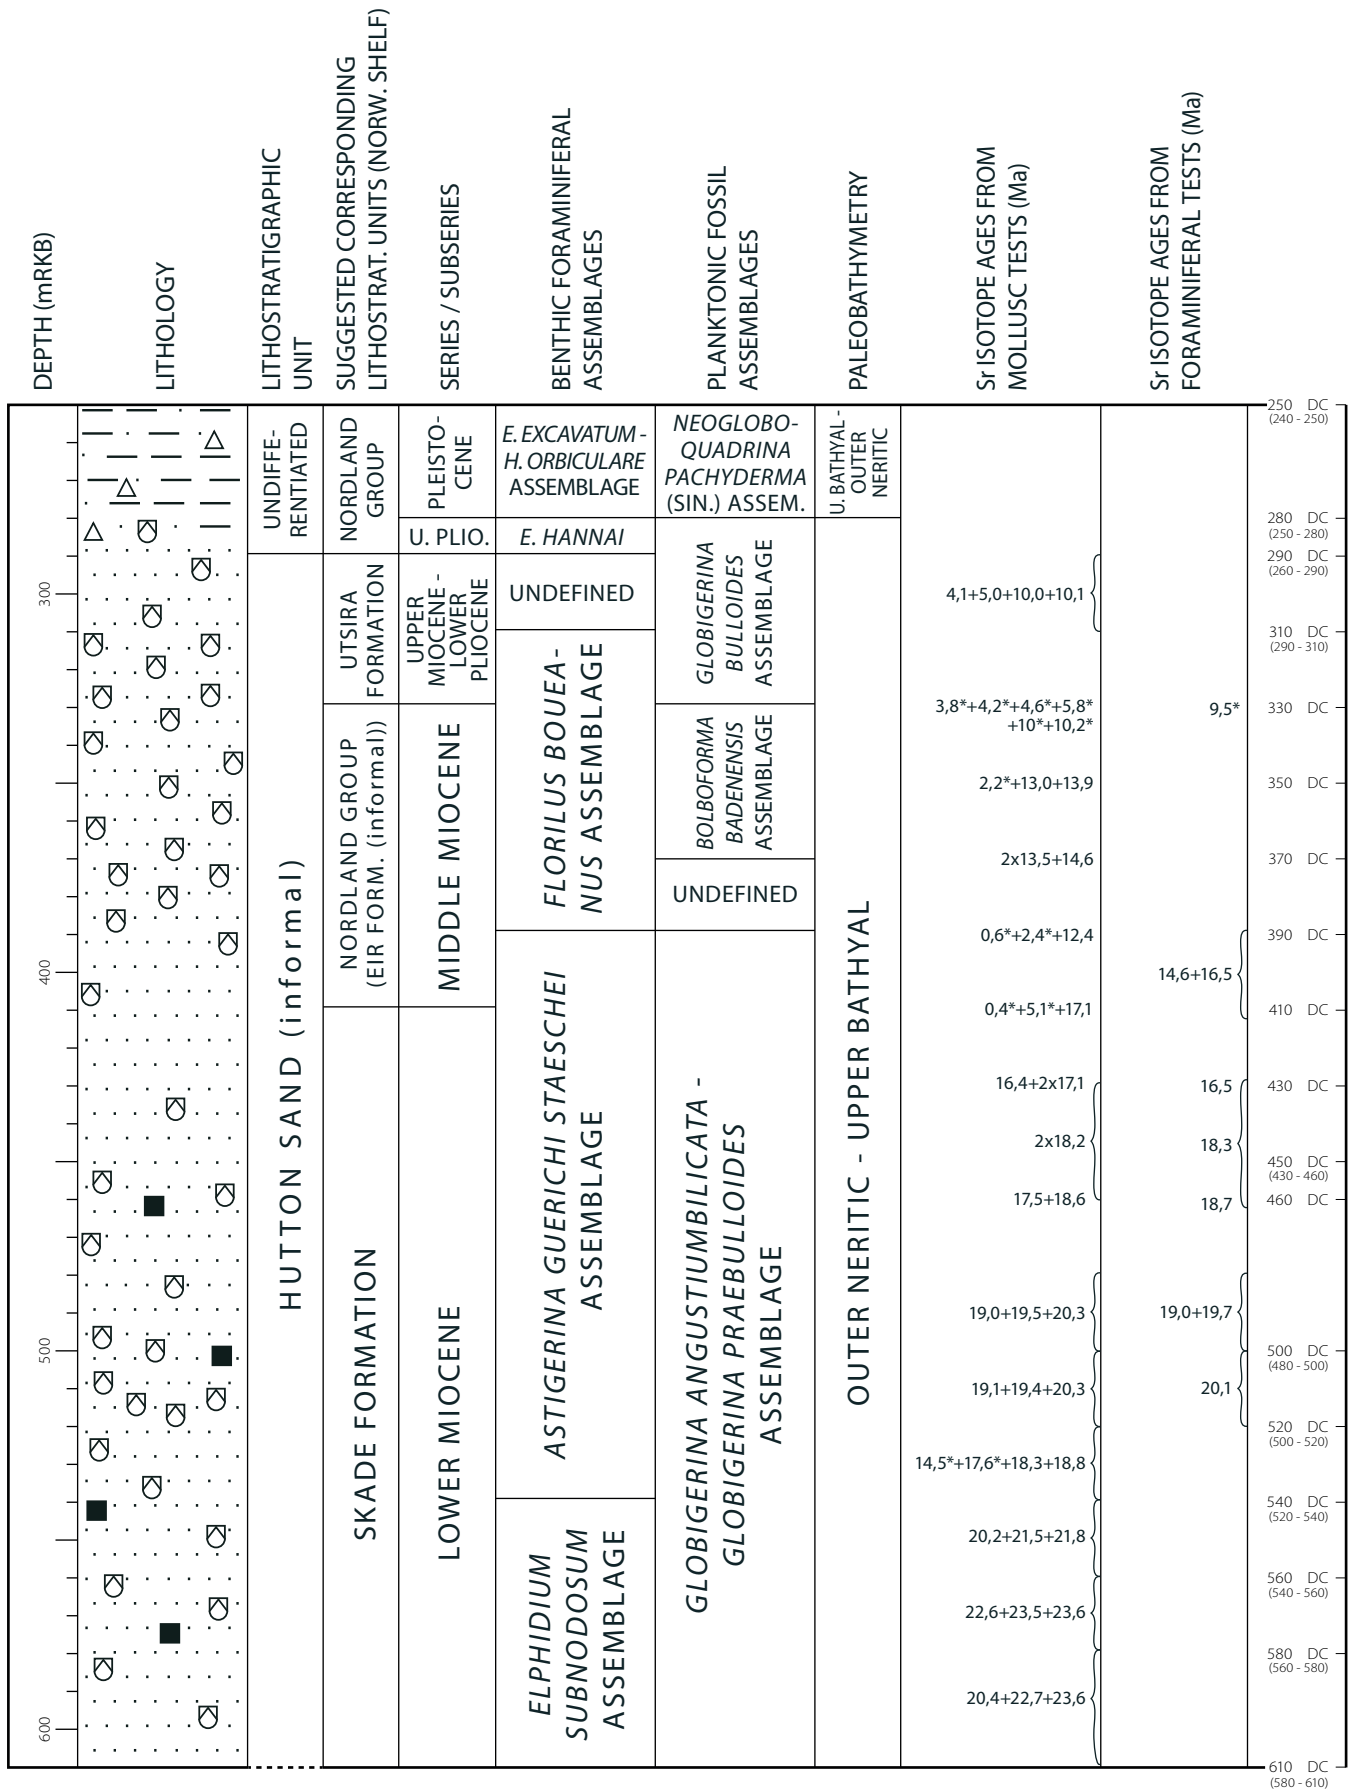 DEPTH (mRKB)
LITHOLOGY
LITHOSTRATIGRAPHIC
UNIT
SUGGESTED CORRESPONDING
LITHOSTRAT. UNITS (NORW. SHELF)
SERIES / SUBSERIES
BENTHIC FORAMINIFERAL
ASSEMBLAGES
PLANKTONIC FOSSIL
ASSEMBLAGES
PALEOBATHYMETRY
Sr ISOTOPE AGES FROM
MOLLUSC TESTS (Ma)
Sr ISOTOPE AGES FROM
FORAMINIFERAL TESTS (Ma)
300
400
500
600
UNDIFFE-
RENTIATED
HUTTON SAND (informal)
NORDLAND
GROUP
UTSIRA
FORMATION
NORDLAND GROUP
(EIR FORM. (informal))
SKADE FORMATION
PLEISTO-
CENE
U. PLIO.
UPPER
MIOCENE-
LOWER
PLIOCENE
MIDDLE MIOCENE
LOWER MIOCENE
E. EXCAVATUM -
H. ORBICULARE
ASSEMBLAGE
E. HANNAI
UNDEFINED
FLORILUS BOUEA-
NUS ASSEMBLAGE
ASTIGERINA GUERICHI STAESCHEI
ASSEMBLAGE
ELPHIDIUM
SUBNODOSUM
ASSEMBLAGE
NEOGLOBO-
QUADRINA
PACHYDERMA
(SIN.) ASSEM.
GLOBIGERINA
BULLOIDES
ASSEMBLAGE
BOLBOFORMA
BADENENSIS
ASSEMBLAGE
UNDEFINED
GLOBIGERINA ANGUSTIUMBILICATA -
GLOBIGERINA PRAEBULLOIDES
ASSEMBLAGE
U. BATHYAL-
OUTER
NERITIC
OUTER NERITIC - UPPER BATHYAL
4,1+5,0+10,0+10,1
3,8*+4,2*+4,6*+5,8*
+10*+10,2*
2,2*+13,0+13,9
2x13,5+14,6
0,6*+2,4*+12,4
0,4*+5,1*+17,1
16,4+2x17,1
2x18,2
17,5+18,6
19,0+19,5+20,3
19,1+19,4+20,3
14,5*+17,6*+18,3+18,8
20,2+21,5+21,8
22,6+23,5+23,6
20,4+22,7+23,6
9,5*
14,6+16,5
16,5
18,3
18,7
19,0+19,7
20,1
250 DC
(240 - 250)
280 DC
(250 - 280)
290 DC
(260 - 290)
310 DC
(290 - 310)
330 DC
350 DC
370 DC
390 DC
410 DC
430 DC
450 DC
(430 - 460)
460 DC
500 DC
(480 - 500)
520 DC
(500 - 520)
540 DC
(520 - 540)
560 DC
(540 - 560)
580 DC
(560 - 580)
610 DC
(580 - 610)